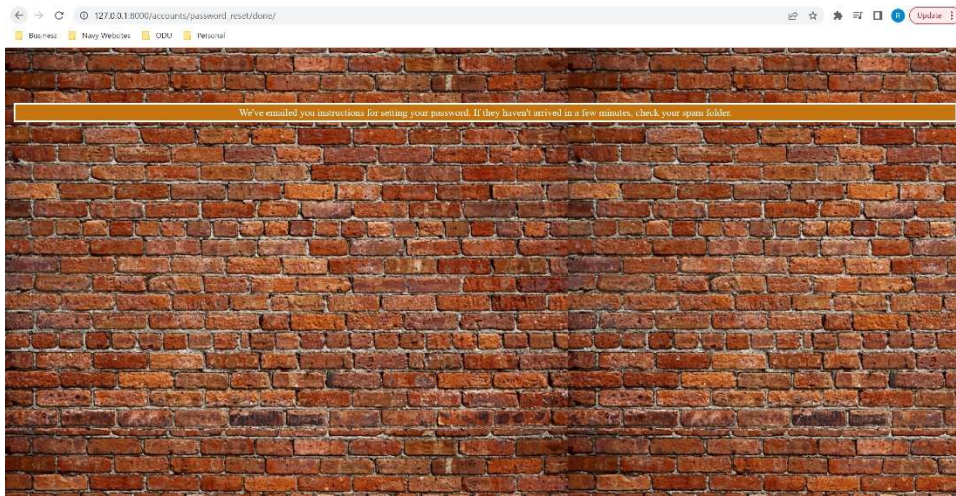 127.0.0.1:8000/accounts/password_reset/done/
Update
Business Navy Websites ODU Personal
We've emailed you instructions for setting your password. If they haven't arrived in a few minutes, check your spam folder.